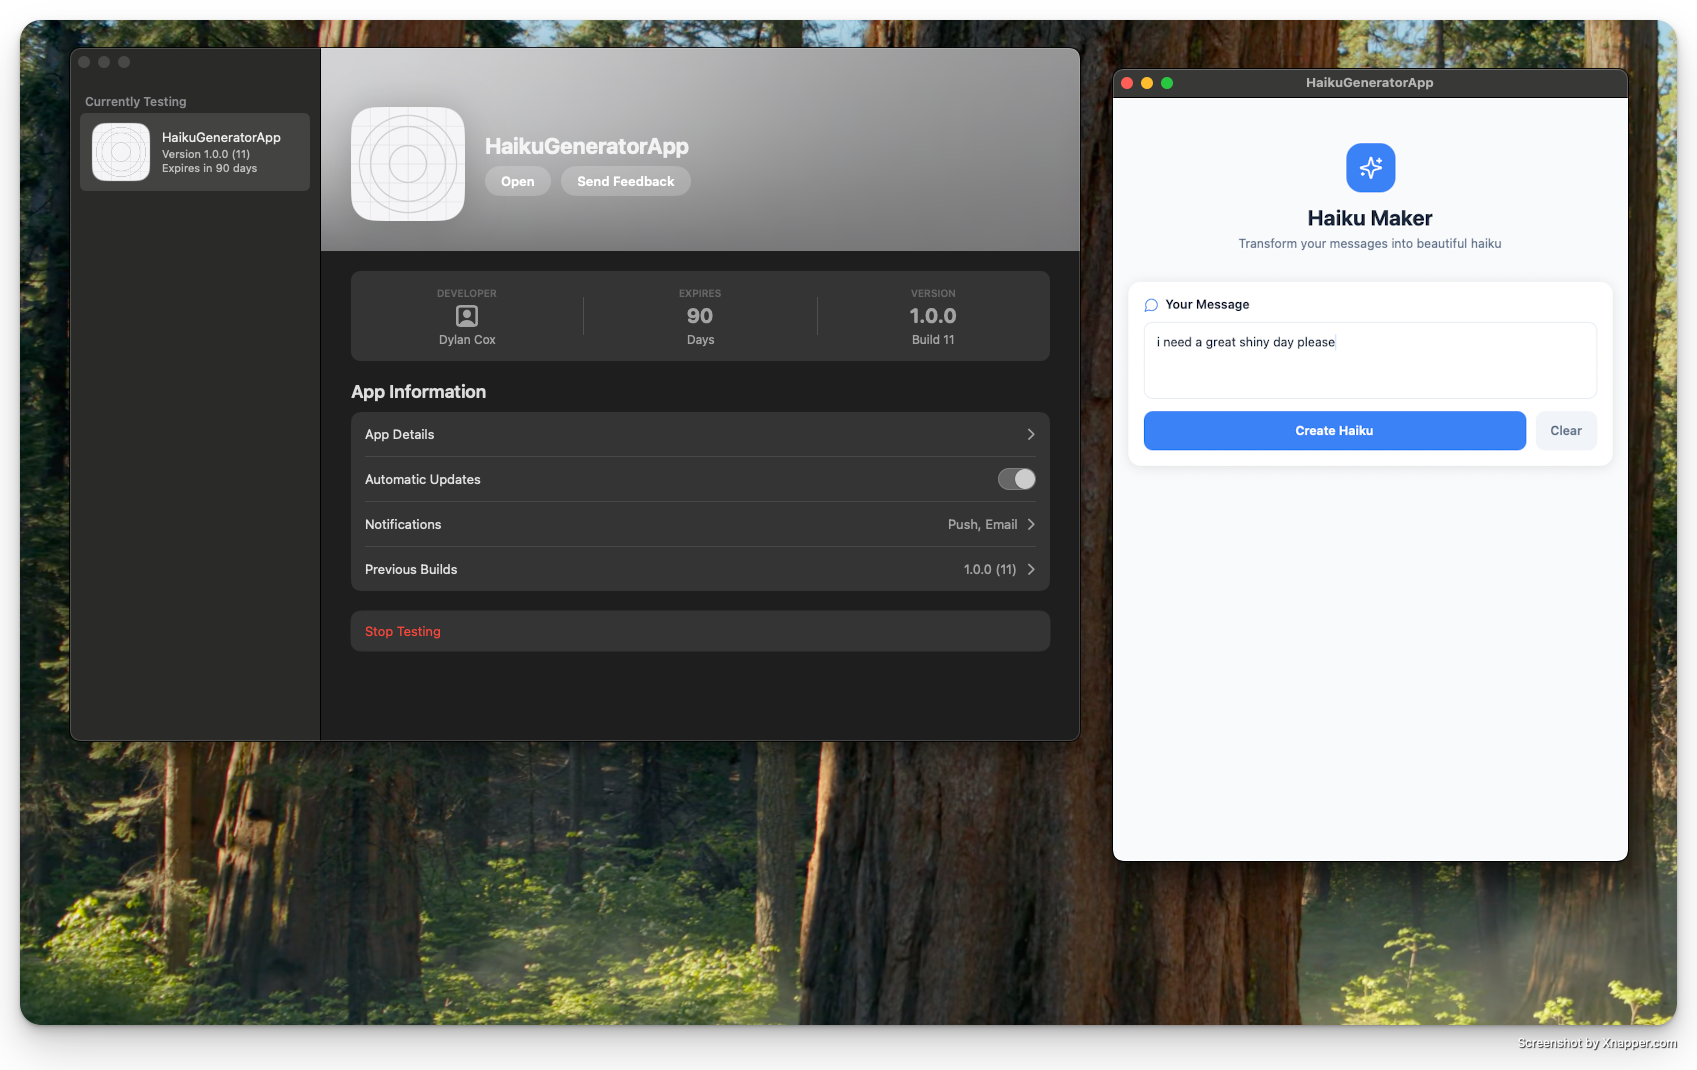 Currently Testing
HaikuGeneratorApp
Version 1.0.0 (11)
Expires in 90 days
HaikuGeneratorApp
Open
Send Feedback
DEVELOPER
Dylan Cox
EXPIRES
90
Days
VERSION
1.0.0
Build 11
App Information
App Details
Automatic Updates
Notifications
Push, Email
Previous Builds
1.0.0 (11)
Stop Testing
HaikuGeneratorApp
Haiku Maker
Transform your messages into beautiful haiku
Your Message
i need a great shiny day please
Create Haiku
Clear
Screenshot by Xnapper.com